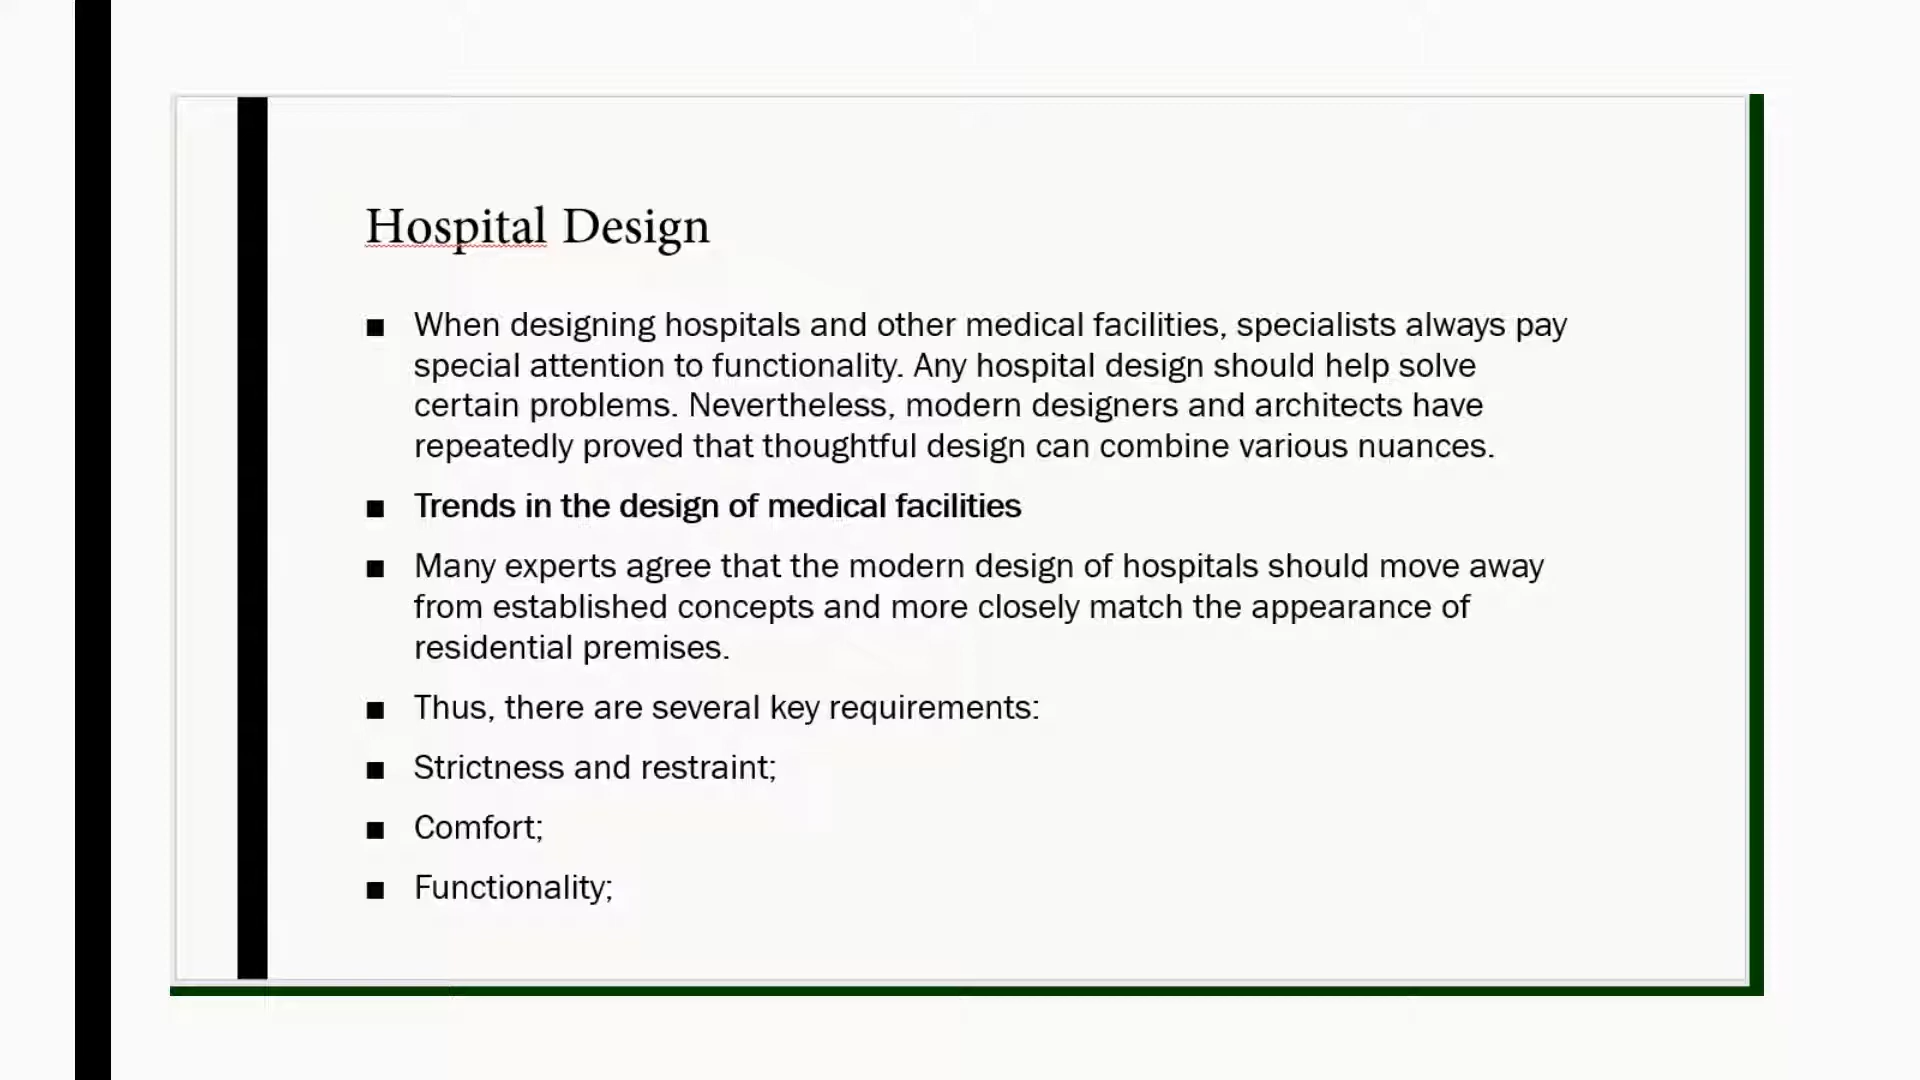 Hospital Design
■ When designing hospitals and other medical facilities, specialists always pay
special attention to functionality. Any hospital design should help solve
certain problems. Nevertheless, modern designers and architects have
repeatedly proved that thoughtful design can combine various nuances.
■ Trends in the design of medical facilities
■ Many experts agree that the modern design of hospitals should move away
from established concepts and more closely match the appearance of
residential premises.
■ Thus, there are several key requirements:
■ Strictness and restraint;
■ Comfort;
■ Functionality;